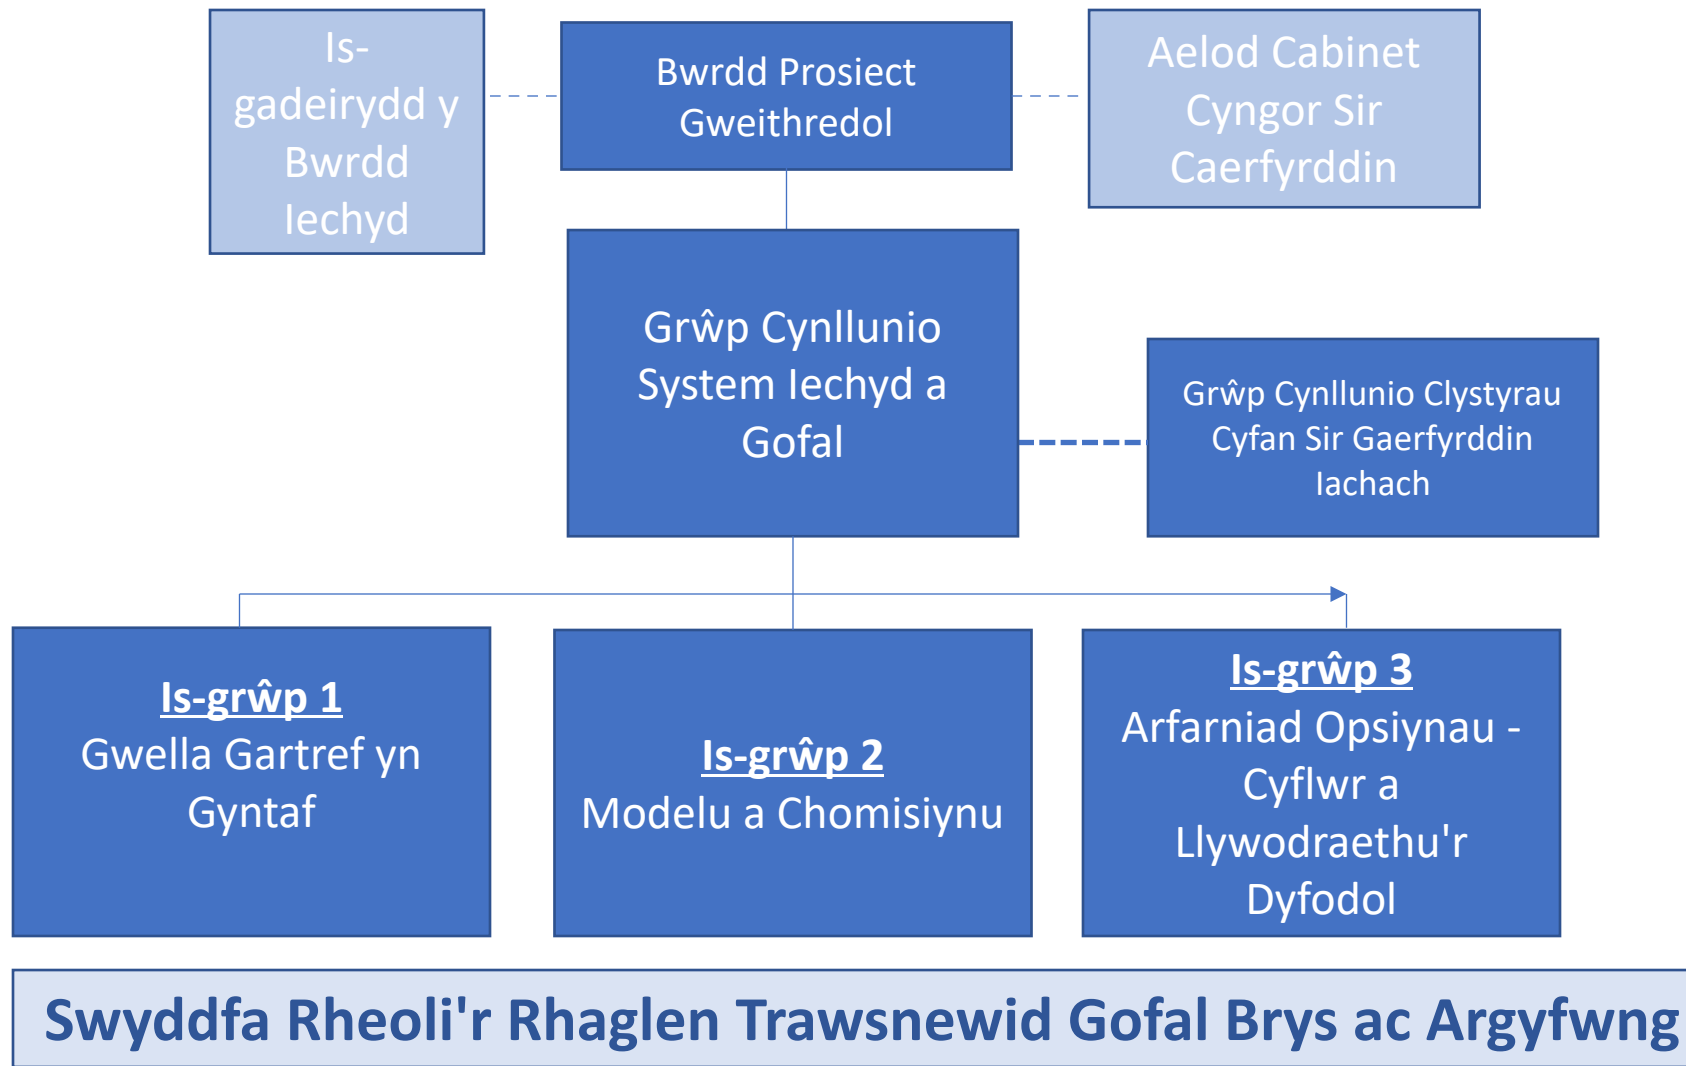 Is-
gadeirydd y
Bwrdd
Iechyd
Bwrdd Prosiect
Gweithredol
Aelod Cabinet
Cyngor Sir
Caerfyrddin
Grŵp Cynllunio
System Iechyd a
Gofal
Grŵp Cynllunio Clystyrau
Cyfan Sir Gaerfyrddin
Iachach
Is-grŵp 1
Gwella Gartref yn
Gyntaf
Is-grŵp 2
Modelu a Chomisiynu
Is-grŵp 3
Arfarniad Opsiynau -
Cyflwr a
Llywodraethu'r
Dyfodol
Swyddfa Rheoli'r Rhaglen Trawsnewid Gofal Brys ac Argyfwng